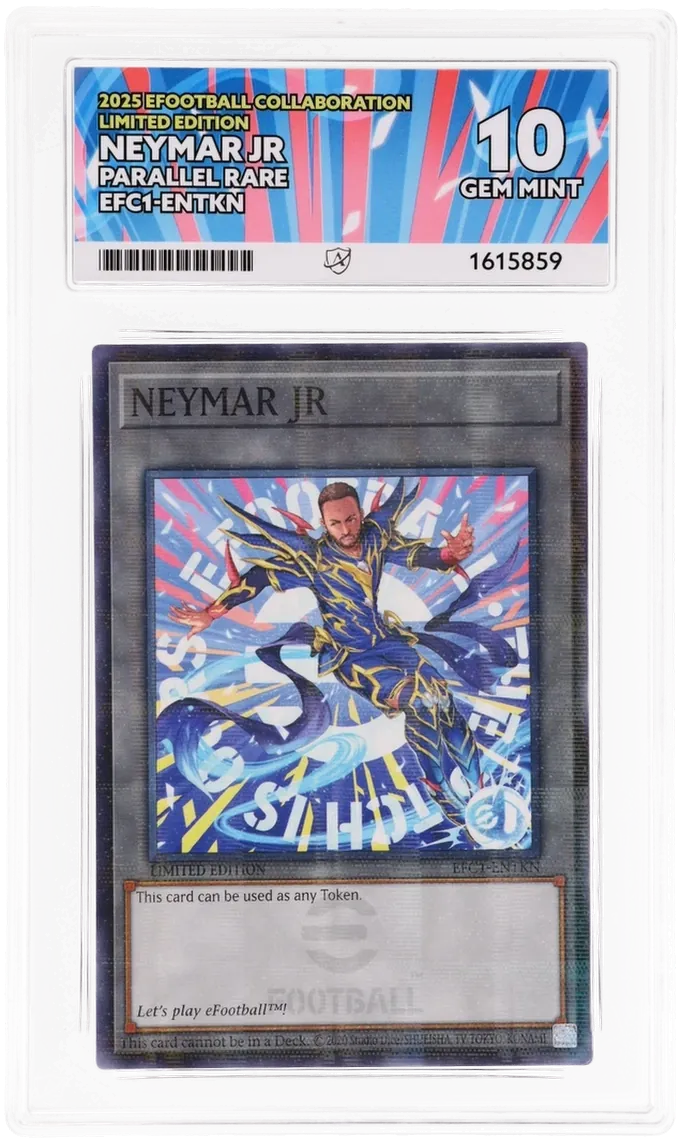 2025 EFOOTBALL COLLABORATION
LIMITED EDITION
NEYMAR JR
PARALLEL RARE
EFC1-ENTKN
10
GEM MINT
1615859
NEYMAR JR
LIMITED EDITION
EFC1-ENTKN
This card can be used as any Token.
FOOTBALL
Let's play eFootball™!
This card cannot be in a Deck. © 2020 Studio Dice/SHUEISHA, TV TOKYO, KONAMI